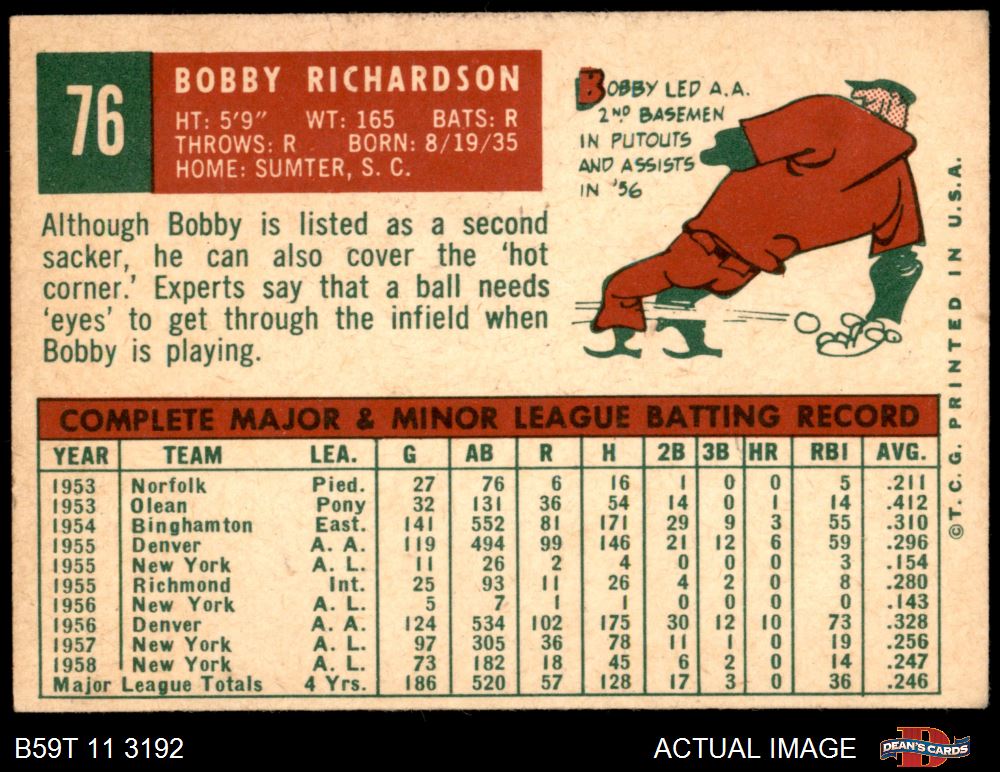 76
BOBBY RICHARDSON
HT: 5'9" WT: 165 BATS: R
THROWS: R BORN: 8/19/35
HOME: SUMTER, S. C.
BOBBY LED A.A.
2ND BASEMEN
IN PUTOUTS
AND ASSISTS
IN '56
Although Bobby is listed as a second
sacker, he can also cover the 'hot
corner.' Experts say that a ball needs
'eyes' to get through the infield when
Bobby is playing.
COMPLETE MAJOR & MINOR LEAGUE BATTING RECORD
YEAR TEAM LEA. G AB R H 2B 3B HR RBI AVG.
1953 Norfolk Pied. 27 76 6 16 1 0 0 5 .211
1953 Olean Pony 32 131 36 54 14 0 1 14 .412
1954 Binghamton East. 141 552 81 171 29 9 3 55 .310
1955 Denver A. A. 119 494 99 146 21 12 6 59 .296
1955 New York A. L. 11 26 2 4 0 0 0 3 .154
1955 Richmond Int. 25 93 11 26 4 2 0 8 .280
1956 New York A. L. 5 7 1 1 0 0 0 0 .143
1956 Denver A. A. 124 534 102 175 30 12 10 73 .328
1957 New York A. L. 97 305 36 78 11 1 0 19 .256
1958 New York A. L. 73 182 18 45 6 2 0 14 .247
Major League Totals 4 Yrs. 186 520 57 128 17 3 0 36 .246
© T. C. G. PRINTED IN U.S.A.
B59T 11 3192
ACTUAL IMAGE
DEAN'S CARDS